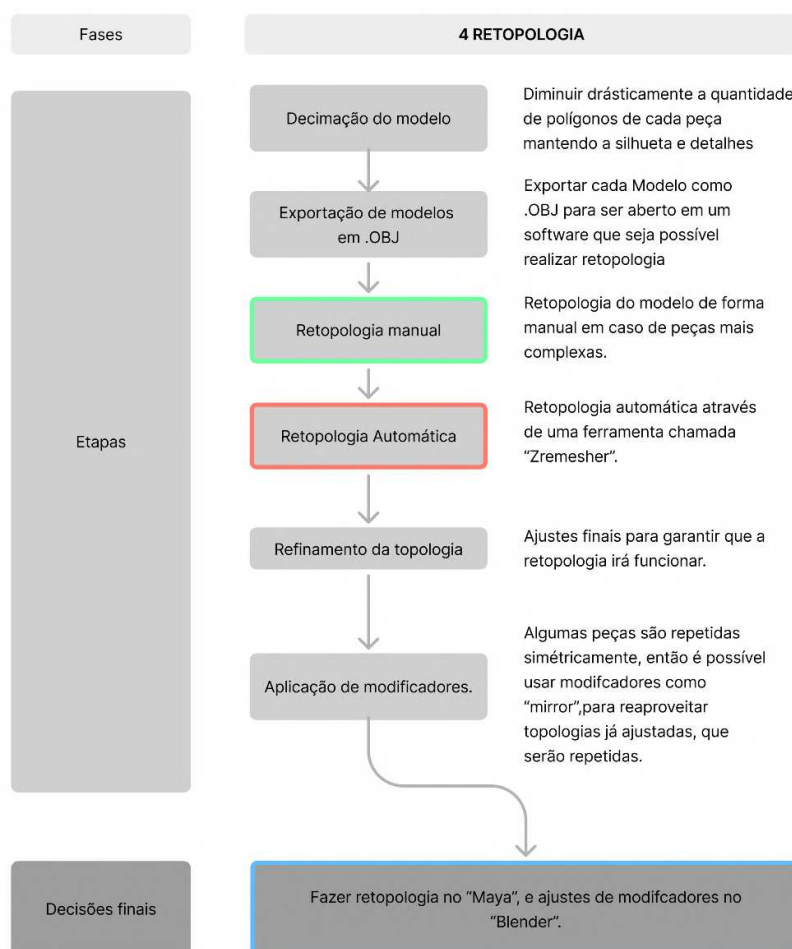 Fases
4 RETOPOLOGIA
Etapas
Decimação do modelo
Diminuir drásticamente a quantidade
de polígonos de cada peça
mantendo a silhueta e detalhes
Exportação de modelos
em .OBJ
Exportar cada Modelo como
.OBJ para ser aberto em um
software que seja possível
realizar retopologia
Retopologia manual
Retopologia do modelo de forma
manual em caso de peças mais
complexas.
Retopologia Automática
Retopologia automática através
de uma ferramenta chamada
“Zremesher”.
Refinamento da topologia
Ajustes finais para garantir que a
retopologia irá funcionar.
Aplicação de modificadores.
Algumas peças são repetidas
simétricamente, então é possível
usar modifcadores como
“mirror”,para reaproveitar
topologias já ajustadas, que
serão repetidas.
Decisões finais
Fazer retopologia no “Maya”, e ajustes de modifcadores no
“Blender”.